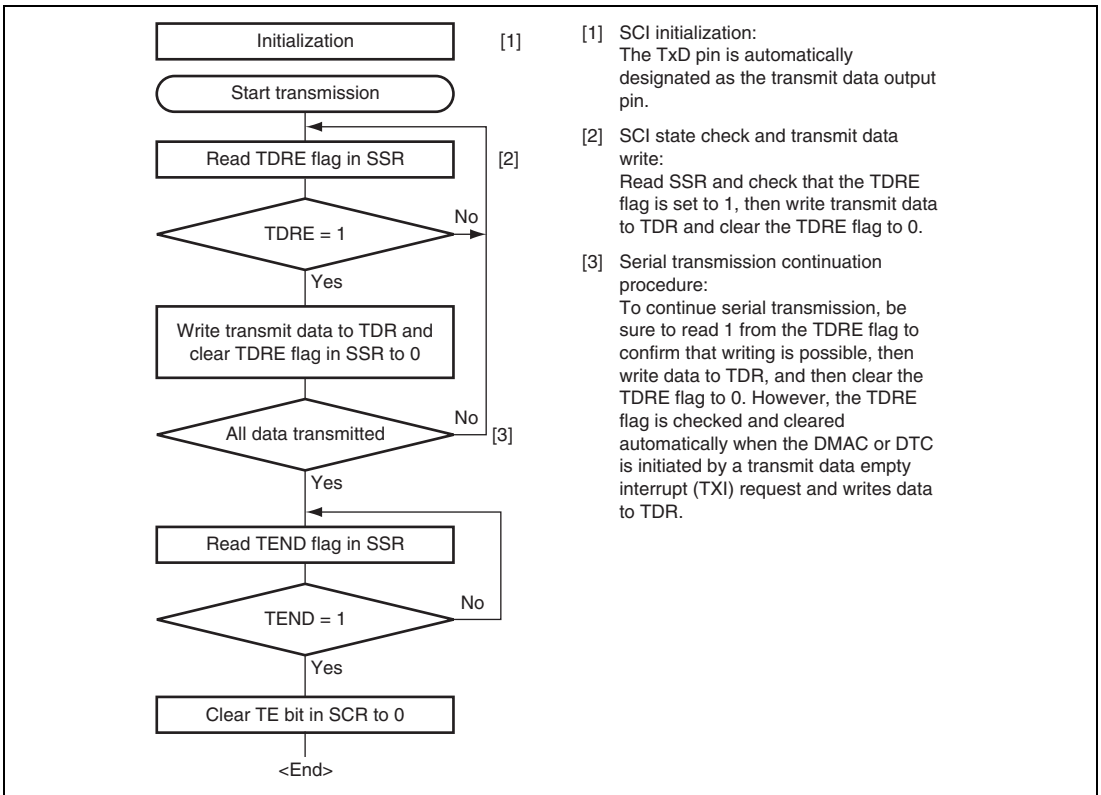 Initialization
[1]
Start transmission
Read TDRE flag in SSR
[2]
No
TDRE = 1
Yes
Write transmit data to TDR and
clear TDRE flag in SSR to 0
No
All data transmitted
[3]
Yes
Read TEND flag in SSR
No
TEND = 1
Yes
Clear TE bit in SCR to 0
<End>
[1] SCI initialization:
The TxD pin is automatically
designated as the transmit data output
pin.
[2] SCI state check and transmit data
write:
Read SSR and check that the TDRE
flag is set to 1, then write transmit data
to TDR and clear the TDRE flag to 0.
[3] Serial transmission continuation
procedure:
To continue serial transmission, be
sure to read 1 from the TDRE flag to
confirm that writing is possible, then
write data to TDR, and then clear the
TDRE flag to 0. However, the TDRE
flag is checked and cleared
automatically when the DMAC or DTC
is initiated by a transmit data empty
interrupt (TXI) request and writes data
to TDR.